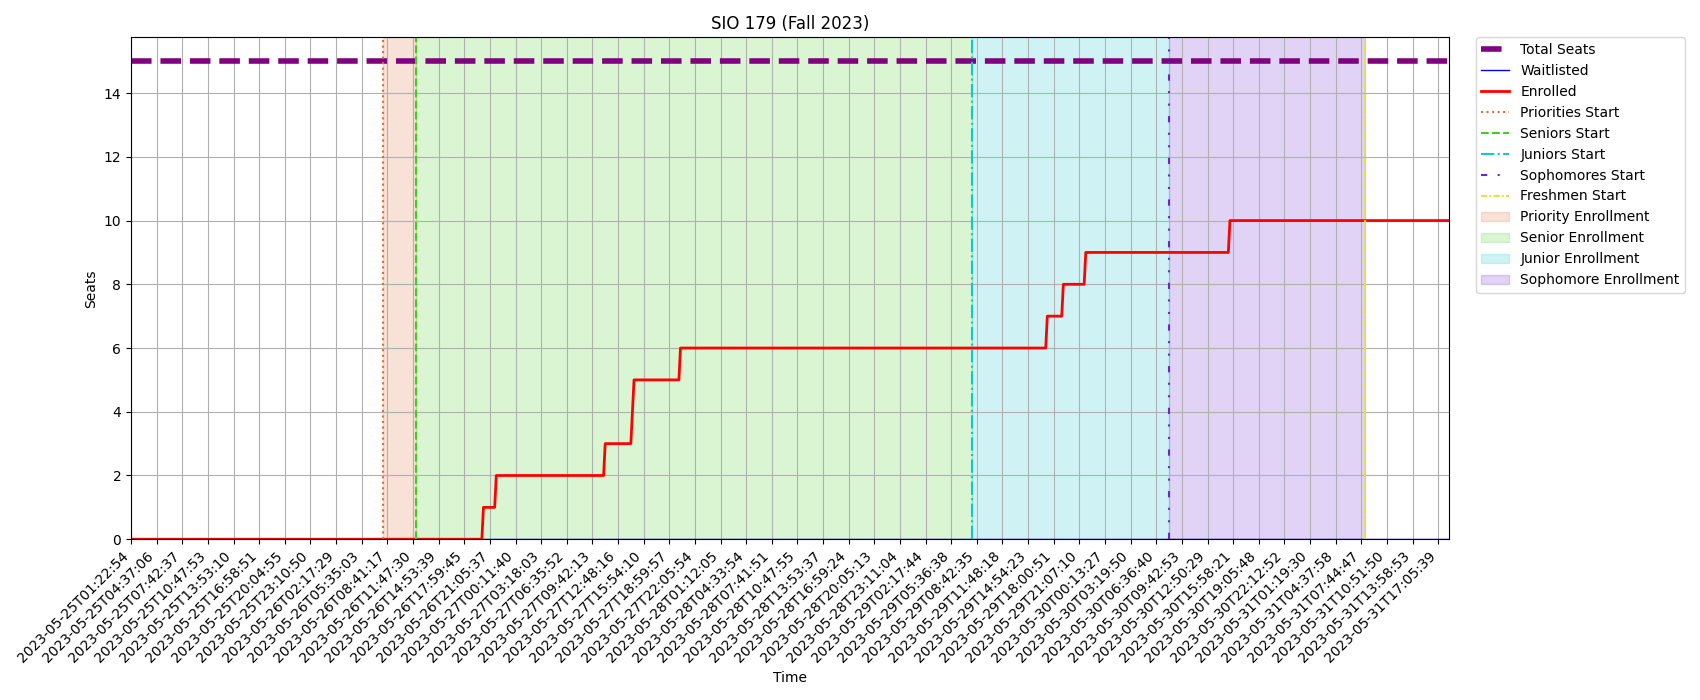 SIO 179 (Fall 2023)
Seats
14
12
10
8
6
4
2
0
2023-05-25T01:22:54
2023-05-25T04:37:06
2023-05-25T07:42:37
2023-05-25T10:47:53
2023-05-25T13:53:10
2023-05-25T16:58:51
2023-05-25T20:04:55
2023-05-25T23:10:50
2023-05-26T02:17:29
2023-05-26T05:35:03
2023-05-26T08:41:17
2023-05-26T11:47:30
2023-05-26T14:53:39
2023-05-26T17:59:45
2023-05-26T21:05:37
2023-05-27T00:11:40
2023-05-27T03:18:03
2023-05-27T06:35:52
2023-05-27T09:42:13
2023-05-27T12:48:16
2023-05-27T15:54:10
2023-05-27T18:59:57
2023-05-27T22:05:54
2023-05-28T01:12:05
2023-05-28T04:33:54
2023-05-28T07:41:51
2023-05-28T10:47:55
2023-05-28T13:53:37
2023-05-28T16:59:24
2023-05-28T20:05:13
2023-05-28T23:11:04
2023-05-29T02:17:44
2023-05-29T05:36:38
2023-05-29T08:42:35
2023-05-29T11:48:18
2023-05-29T14:54:23
2023-05-29T18:00:51
2023-05-29T21:07:10
2023-05-30T00:13:27
2023-05-30T03:19:50
2023-05-30T06:36:40
2023-05-30T09:42:53
2023-05-30T12:50:29
2023-05-30T15:58:21
2023-05-30T19:05:48
2023-05-30T22:12:52
2023-05-31T01:19:30
2023-05-31T04:37:58
2023-05-31T07:44:47
2023-05-31T10:51:50
2023-05-31T13:58:53
2023-05-31T17:05:39
Time
Total Seats
Waitlisted
Enrolled
Priorities Start
Seniors Start
Juniors Start
Sophomores Start
Freshmen Start
Priority Enrollment
Senior Enrollment
Junior Enrollment
Sophomore Enrollment